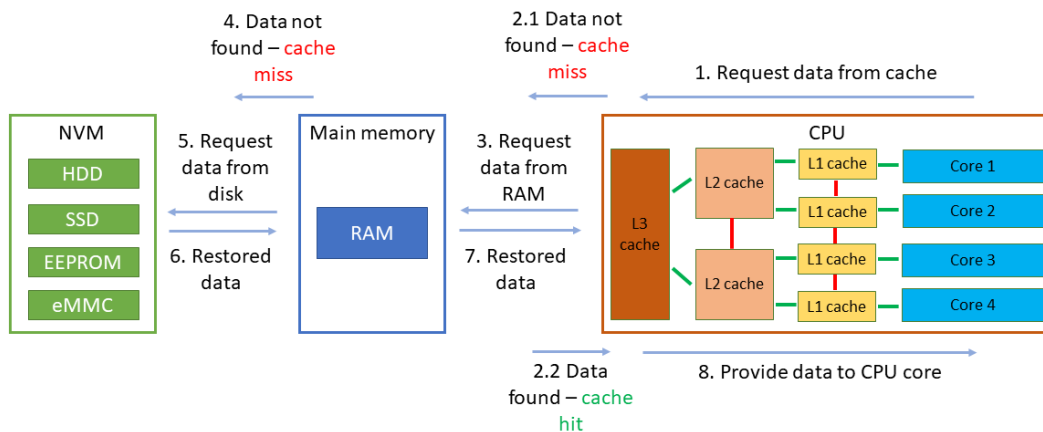 4. Data not
found – cache
miss
2.1 Data not
found – cache
miss
1. Request data from cache
NVM
HDD
SSD
EEPROM
eMMC
5. Request
data from
disk
6. Restored
data
Main memory
RAM
3. Request
data from
RAM
7. Restored
data
CPU
L3
cache
L2 cache
L2 cache
L1 cache
L1 cache
L1 cache
L1 cache
Core 1
Core 2
Core 3
Core 4
2.2 Data
found – cache
hit
8. Provide data to CPU core